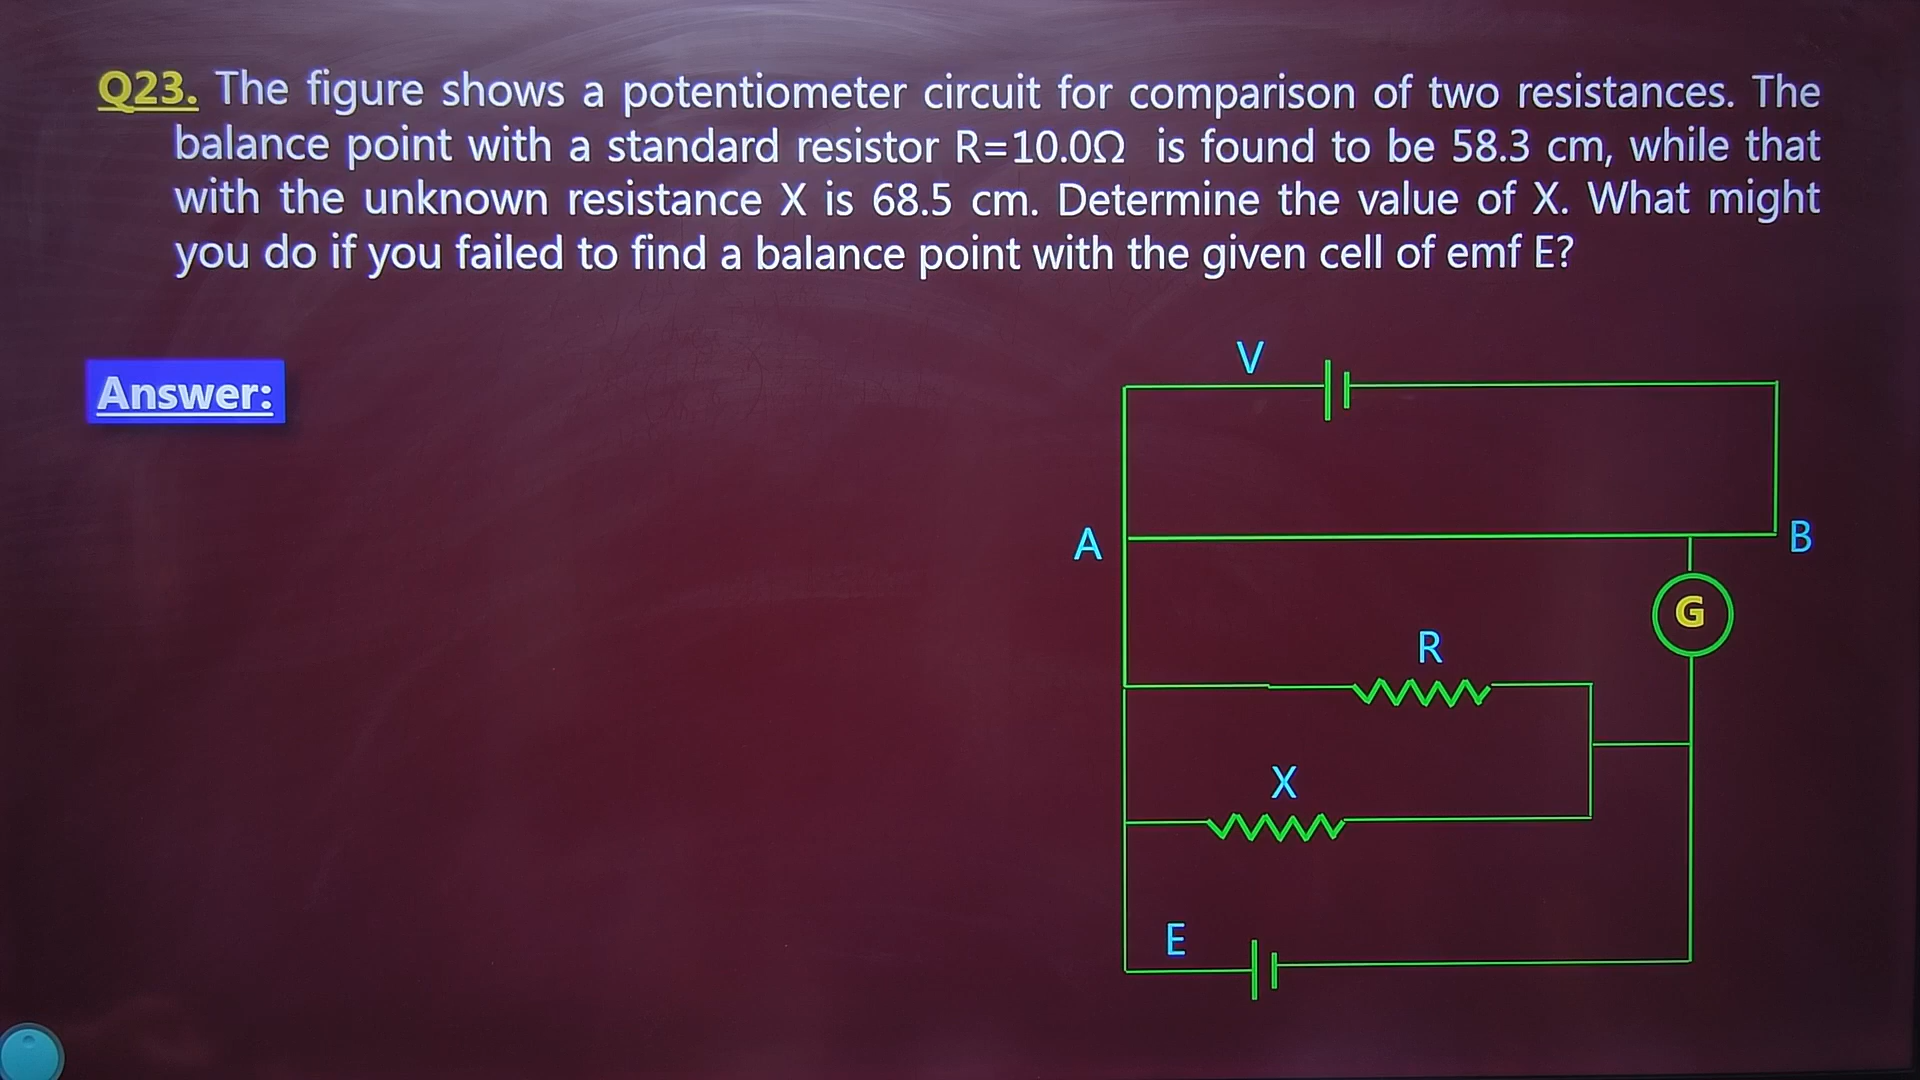 Q23. The figure shows a potentiometer circuit for comparison of two resistances. The
balance point with a standard resistor R=10.0Ω is found to be 58.3 cm, while that
with the unknown resistance X is 68.5 cm. Determine the value of X. What might
you do if you failed to find a balance point with the given cell of emf E?
Answer:
V
A
B
G
R
X
E